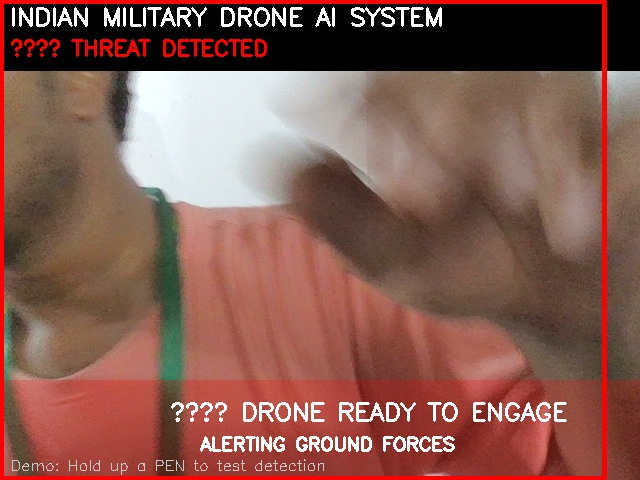 INDIAN MILITARY DRONE AI SYSTEM
???? THREAT DETECTED
???? DRONE READY TO ENGAGE
ALERTING GROUND FORCES
Demo: Hold up a PEN to test detection